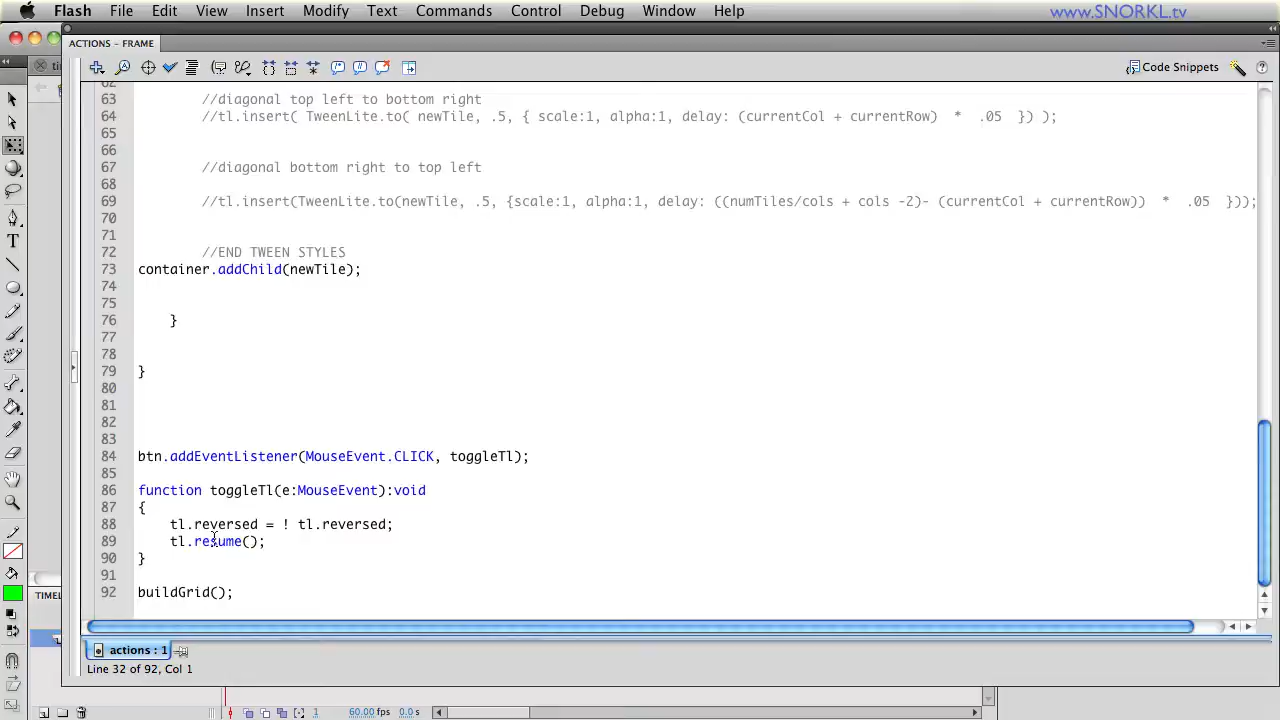 Flash File Edit View Insert Modify Text Commands Control Debug Window Help
www.SNORKL.tv
ACTIONS - FRAME
Code Snippets
62
63 //diagonal top left to bottom right
64 //tl.insert( TweenLite.to( newTile, .5, { scale:1, alpha:1, delay: (currentCol + currentRow) * .05 }) );
65
66
67 //diagonal bottom right to top left
68
69 //tl.insert(TweenLite.to(newTile, .5, {scale:1, alpha:1, delay: ((numTiles/cols + cols -2)- (currentCol + currentRow)) * .05 }));
70
71
72 //END TWEEN STYLES
73 container.addChild(newTile);
74
75
76 }
77
78
79 }
80
81
82
83
84 btn.addEventListener(MouseEvent.CLICK, toggleTl);
85
86 function toggleTl(e:MouseEvent):void
87 {
88 tl.reversed = ! tl.reversed;
89 tl.resume();
90 }
91
92 buildGrid();
TIMEL
actions : 1
Line 32 of 92, Col 1
1 60.00 fps 0.0 s